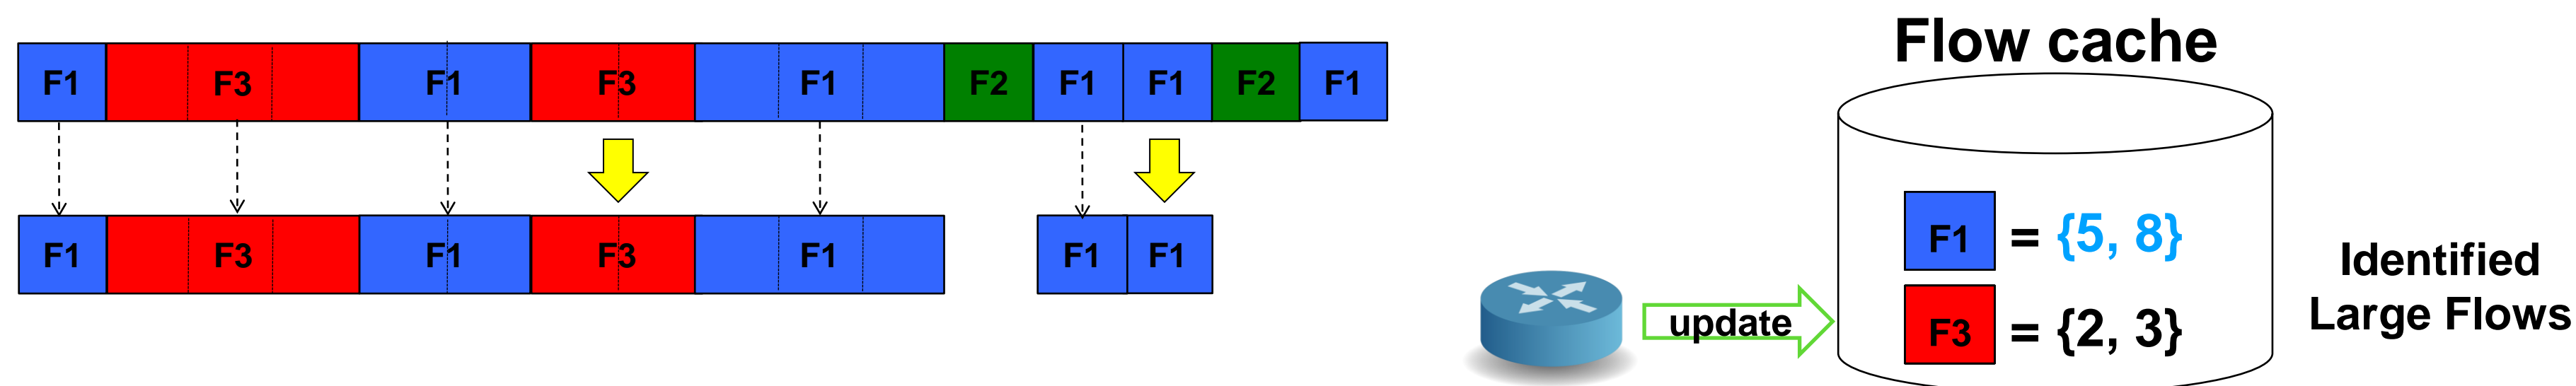 F1 F3 F1 F3 F1 F2 F1 F1 F2 F1
F1 F3 F1 F3 F1 F1 F1
Flow cache
F1 = {5, 8}
F3 = {2, 3}
update
Identified
Large Flows